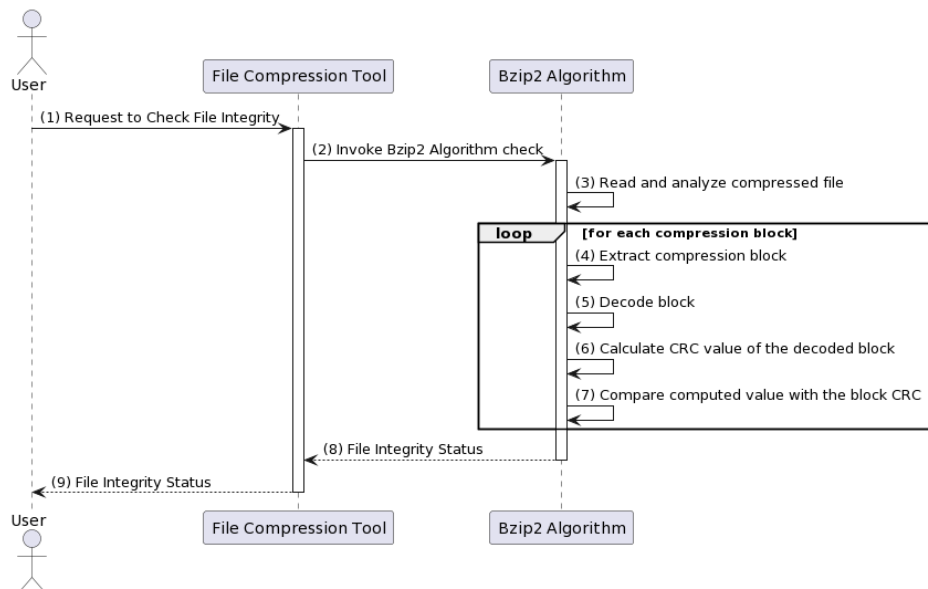 User
File Compression Tool
Bzip2 Algorithm
(1) Request to Check File Integrity
(2) Invoke Bzip2 Algorithm check
(3) Read and analyze compressed file
loop
[for each compression block]
(4) Extract compression block
(5) Decode block
(6) Calculate CRC value of the decoded block
(7) Compare computed value with the block CRC
(8) File Integrity Status
(9) File Integrity Status
User
File Compression Tool
Bzip2 Algorithm